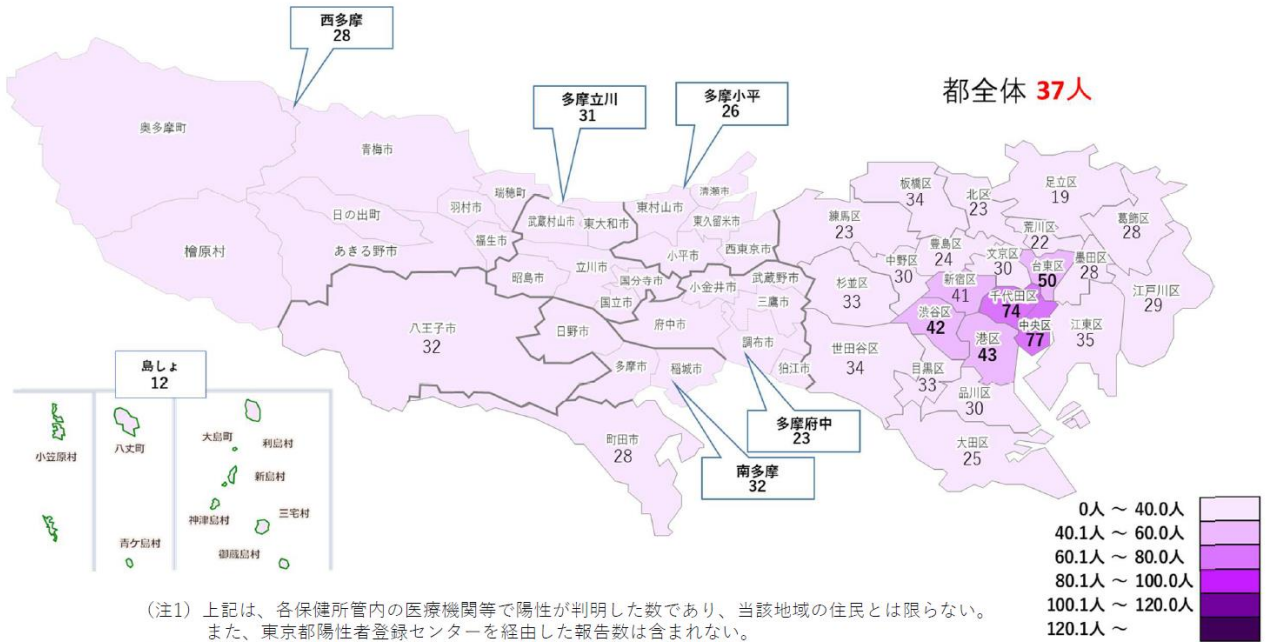 西多摩
28
多摩立川
31
多摩小平
26
都全体 37人
奥多摩町
青梅市
瑞穂町
羽村市
日の出町
福生市
あきる野市
檜原村
武蔵村山市
東大和市
東村山市
清瀬市
東久留米市
小平市
西東京市
昭島市
立川市
国分寺市
国立市
小金井市
武蔵野市
三鷹市
八王子市
32
日野市
府中市
調布市
狛江市
多摩市
稲城市
町田市
28
多摩府中
23
南多摩
32
板橋区
34
北区
23
足立区
19
葛飾区
28
練馬区
23
豊島区
24
文京区
30
荒川区
22
台東区
50
墨田区
28
江戸川区
29
中野区
30
杉並区
33
新宿区
41
千代田区
74
渋谷区
42
中央区
77
江東区
35
港区
43
世田谷区
34
目黒区
33
品川区
30
大田区
25
島しょ
12
小笠原村
八丈町
青ケ島村
大島町
利島村
新島村
神津島村
三宅村
御蔵島村
0人 ～ 40.0人
40.1人 ～ 60.0人
60.1人 ～ 80.0人
80.1人 ～ 100.0人
100.1人 ～ 120.0人
120.1人 ～
(注1) 上記は、各保健所管内の医療機関等で陽性が判明した数であり、当該地域の住民とは限らない。
また、東京都陽性者登録センターを経由した報告数は含まれない。